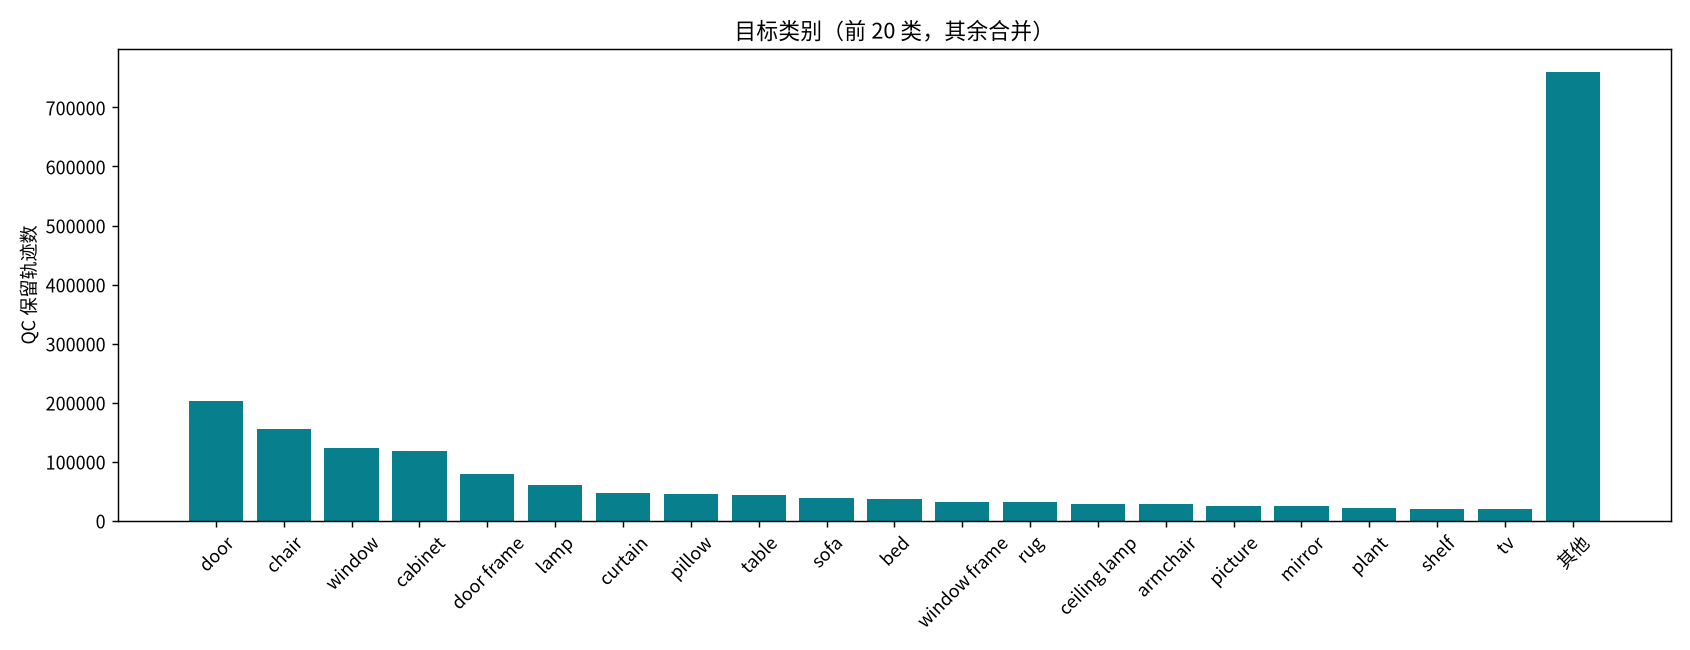 目标类别（前 20 类，其余合并）
QC 保留轨迹数
700000
600000
500000
400000
300000
200000
100000
0
door
chair
window
cabinet
door frame
lamp
curtain
pillow
table
sofa
bed
window frame
rug
ceiling lamp
armchair
picture
mirror
plant
shelf
tv
其他